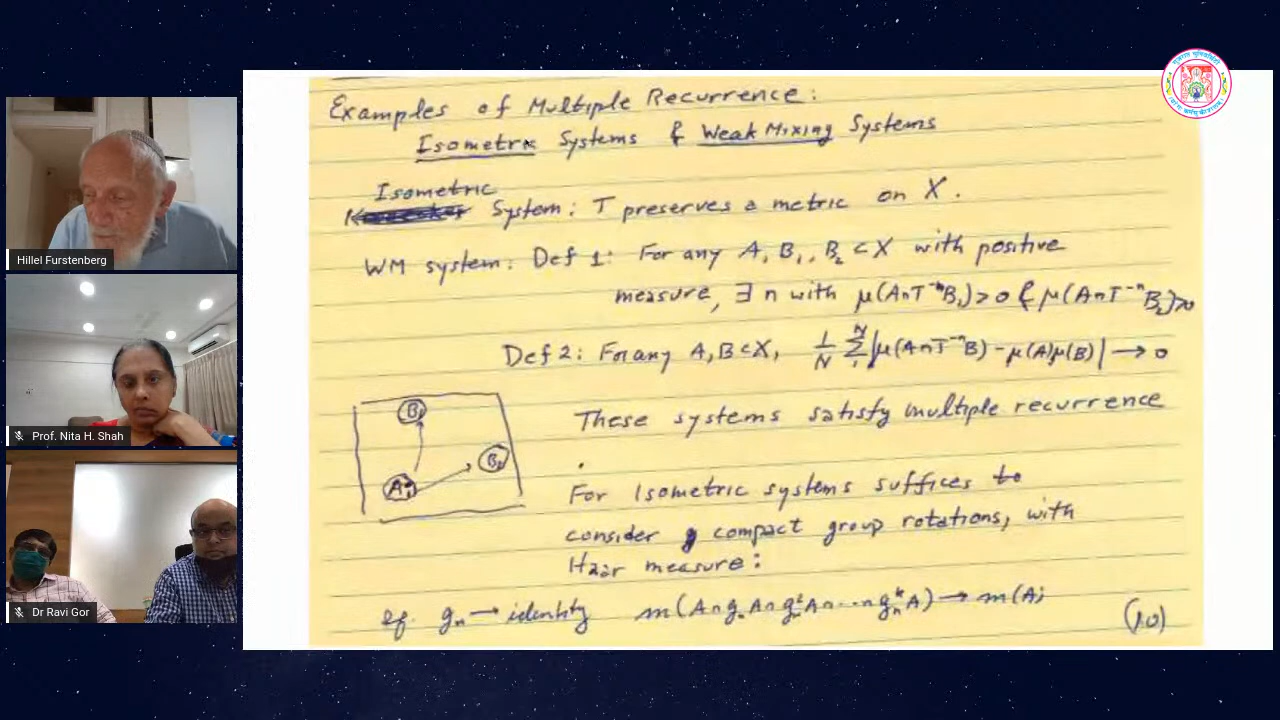 Examples of Multiple Recurrence:
Isometric Systems & Weak Mixing Systems
Isometric
System: T preserves a metric on X.
WM system: Def 1: For any A, B₁, B₂ ⊂ X with positive
measure, ∃ n with μ(A∩T⁻ⁿB₁)>0 & μ(A∩T⁻ⁿB₂)>0
Def 2: For any A, B ⊂ X, 1/N Σ₁ᴺ |μ(A∩T⁻ⁿB) - μ(A)μ(B)| → 0
B₁
B₂
A
These systems satisfy multiple recurrence
For Isometric systems suffices to
consider compact group rotations, with
Haar measure:
if gₙ → identity m(A∩gₙA∩gₙ²A∩···∩gₙᵏA) → m(A)
(10)
Hillel Furstenberg
Prof. Nita H. Shah
Dr Ravi Gor